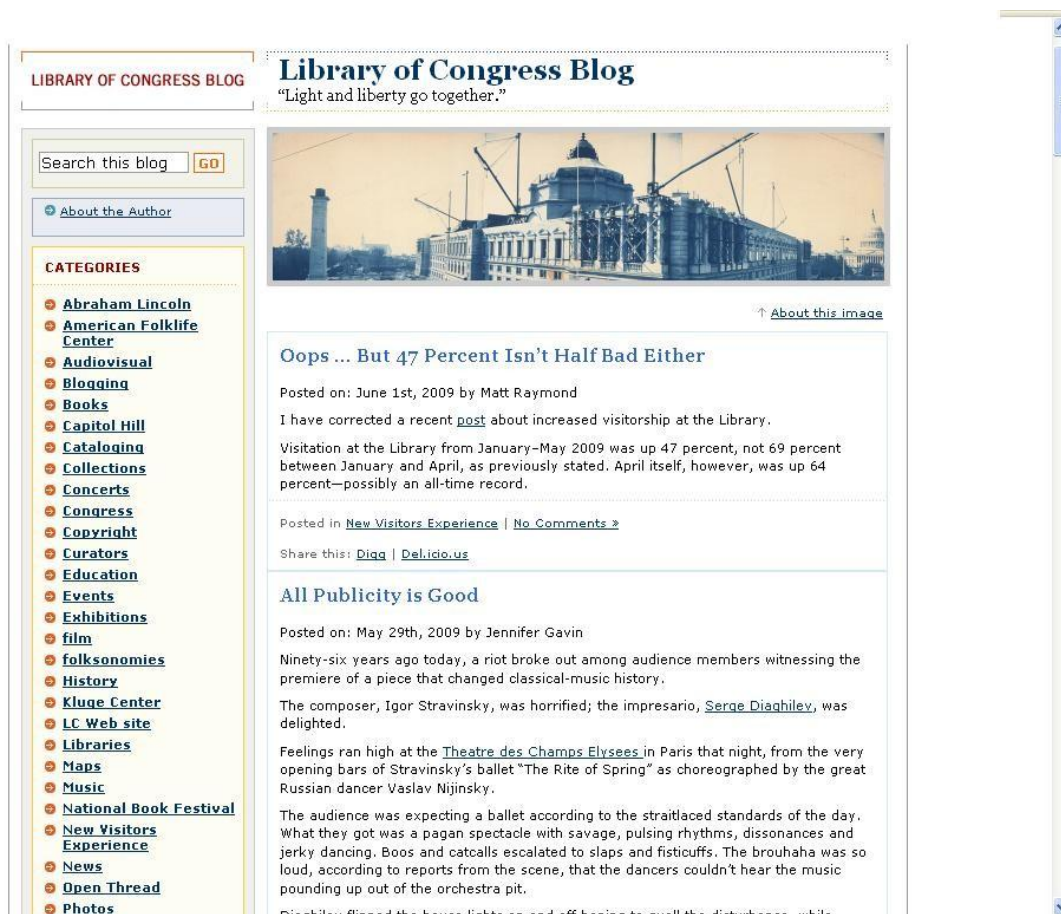 LIBRARY OF CONGRESS BLOG
Library of Congress Blog
“Light and liberty go together.”
Search this blog GO
About the Author
CATEGORIES
Abraham Lincoln
American Folklife
Center
Audiovisual
Blogging
Books
Capitol Hill
Cataloging
Collections
Concerts
Congress
Copyright
Curators
Education
Events
Exhibitions
film
folksonomies
History
Kluge Center
LC Web site
Libraries
Maps
Music
National Book Festival
New Visitors
Experience
News
Open Thread
Photos
↑ About this image
Oops ... But 47 Percent Isn’t Half Bad Either
Posted on: June 1st, 2009 by Matt Raymond
I have corrected a recent post about increased visitorship at the Library.
Visitation at the Library from January–May 2009 was up 47 percent, not 69 percent
between January and April, as previously stated. April itself, however, was up 64
percent—possibly an all-time record.
Posted in New Visitors Experience | No Comments »
Share this: Digg | Del.icio.us
All Publicity is Good
Posted on: May 29th, 2009 by Jennifer Gavin
Ninety-six years ago today, a riot broke out among audience members witnessing the
premiere of a piece that changed classical-music history.
The composer, Igor Stravinsky, was horrified; the impresario, Serge Diaghilev, was
delighted.
Feelings ran high at the Theatre des Champs Elysees in Paris that night, from the very
opening bars of Stravinsky’s ballet “The Rite of Spring” as choreographed by the great
Russian dancer Vaslav Nijinsky.
The audience was expecting a ballet according to the straitlaced standards of the day.
What they got was a pagan spectacle with savage, pulsing rhythms, dissonances and
jerky dancing. Boos and catcalls escalated to slaps and fisticuffs. The brouhaha was so
loud, according to reports from the scene, that the dancers couldn’t hear the music
pounding up out of the orchestra pit.